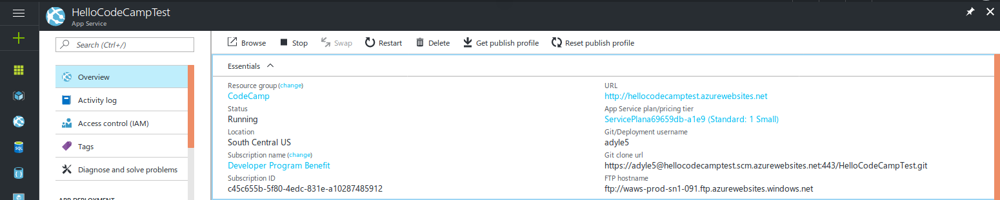 HelloCodeCampTest
App Service
Search (Ctrl+/)
Overview
Activity log
Access control (IAM)
Tags
Diagnose and solve problems
APP DEPLOYMENT
Browse Stop Swap Restart Delete Get publish profile Reset publish profile
Essentials
Resource group (change)
CodeCamp
Status
Running
Location
South Central US
Subscription name (change)
Developer Program Benefit
Subscription ID
c45c655b-5f80-4edc-831e-a10287485912
URL
http://hellocodecamptest.azurewebsites.net
App Service plan/pricing tier
ServicePlana69659db-a1e9 (Standard: 1 Small)
Git/Deployment username
adyle5
Git clone url
https://adyle5@hellocodecamptest.scm.azurewebsites.net:443/HelloCodeCampTest.git
FTP hostname
ftp://waws-prod-sn1-091.ftp.azurewebsites.windows.net